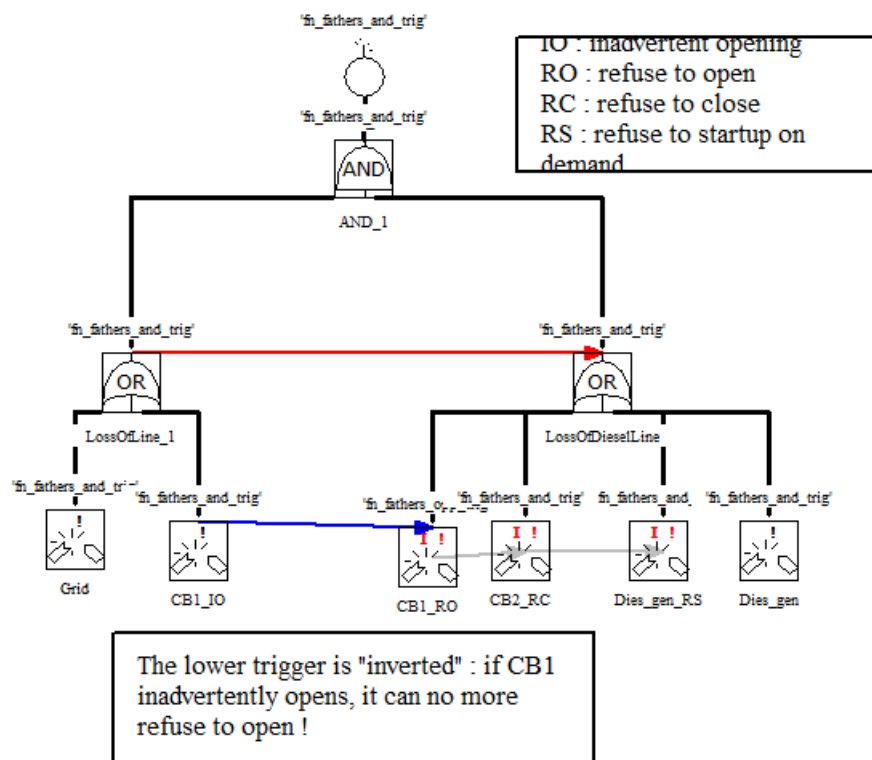 'fn_fathers_and_trig'
IO : inadvertent opening
RO : refuse to open
RC : refuse to close
RS : refuse to startup on
demand
'fn_fathers_and_trig'
AND
AND_1
'fn_fathers_and_trig'
'fn_fathers_and_trig'
OR
OR
LossOfLine_1
LossOfDieselLine
'fn_fathers_and_trig'
'fn_fathers_and_trig'
'fn_fathers_and_trig'
'fn_fathers_and
'fn_fathers_and_trig'
!
!
I !
I !
I !
!
Grid
CB1_IO
CB1_RO
CB2_RC
Dies_gen_RS
Dies_gen
The lower trigger is "inverted" : if CB1
inadvertently opens, it can no more
refuse to open !